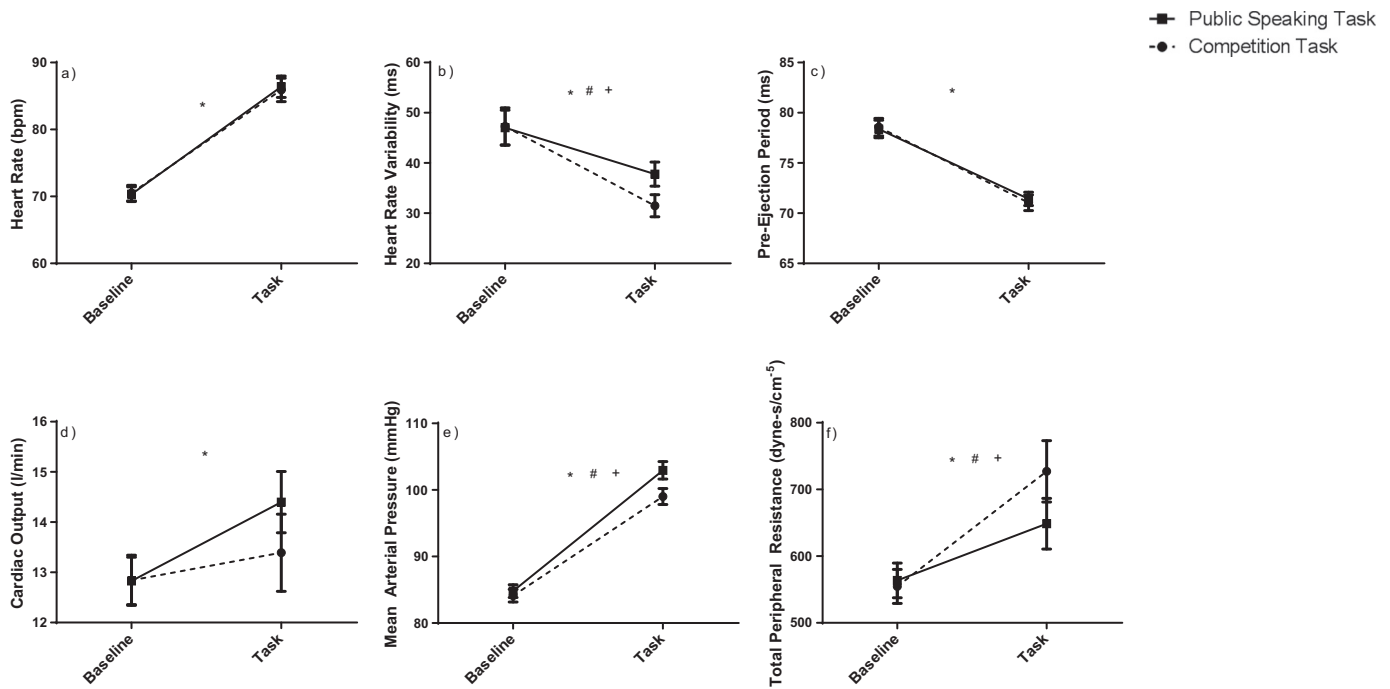 Public Speaking Task
Competition Task
a)
Heart Rate (bpm)
90
80
70
60
*
Baseline
Task
b)
Heart Rate Variability (ms)
60
50
40
30
20
* # +
Baseline
Task
c)
Pre-Ejection Period (ms)
85
80
75
70
65
*
Baseline
Task
d)
Cardiac Output (l/min)
16
15
14
13
12
*
Baseline
Task
e)
Mean Arterial Pressure (mmHg)
110
100
90
80
* # +
Baseline
Task
f)
Total Peripheral Resistance (dyne-s/cm⁻⁵)
800
700
600
500
* # +
Baseline
Task